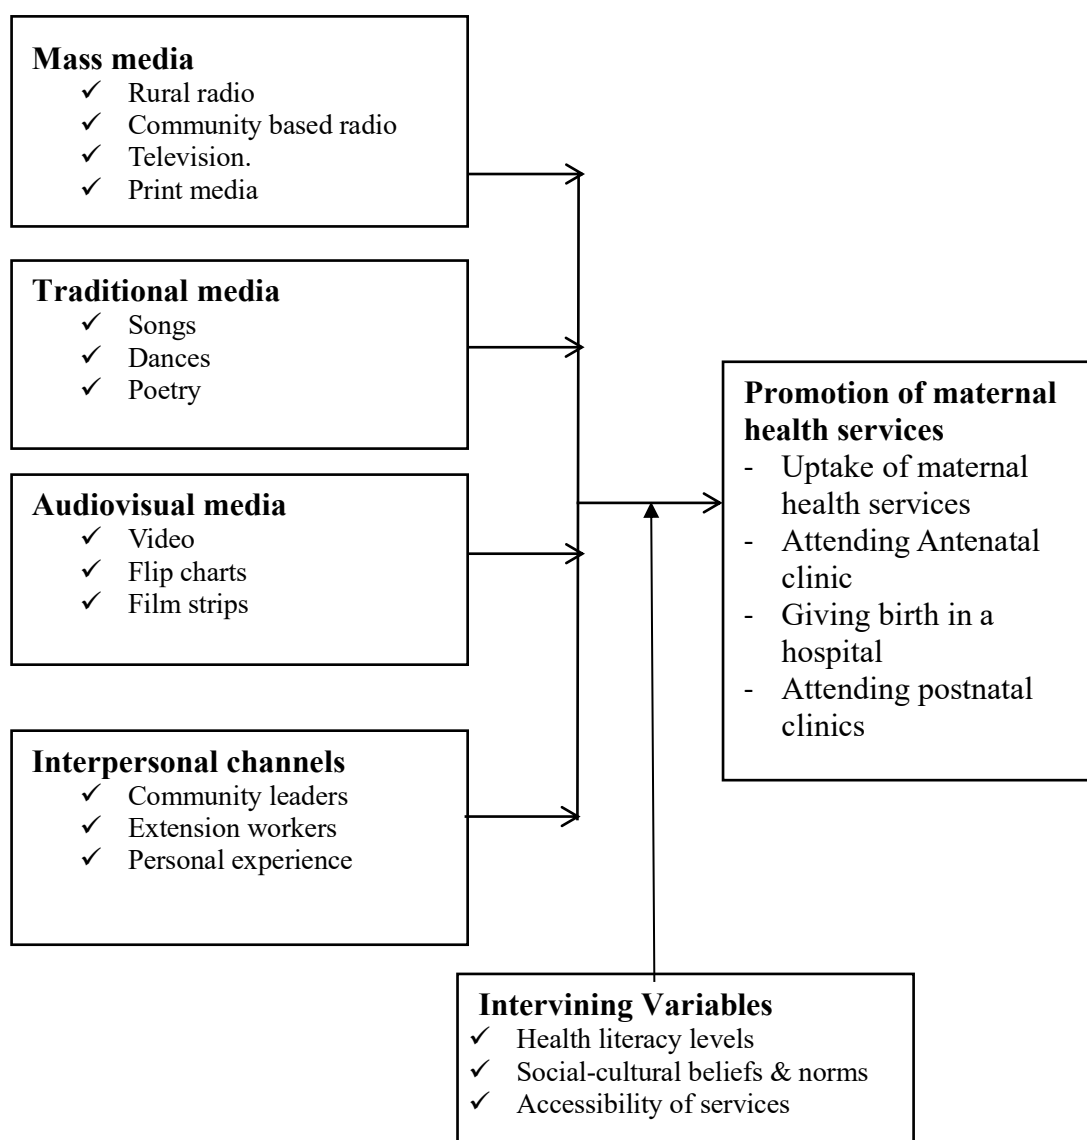 Mass media
✓ Rural radio
✓ Community based radio
✓ Television.
✓ Print media
Traditional media
✓ Songs
✓ Dances
✓ Poetry
Audiovisual media
✓ Video
✓ Flip charts
✓ Film strips
Interpersonal channels
✓ Community leaders
✓ Extension workers
✓ Personal experience
Promotion of maternal
health services
- Uptake of maternal
health services
- Attending Antenatal
clinic
- Giving birth in a
hospital
- Attending postnatal
clinics
Intervining Variables
✓ Health literacy levels
✓ Social-cultural beliefs & norms
✓ Accessibility of services